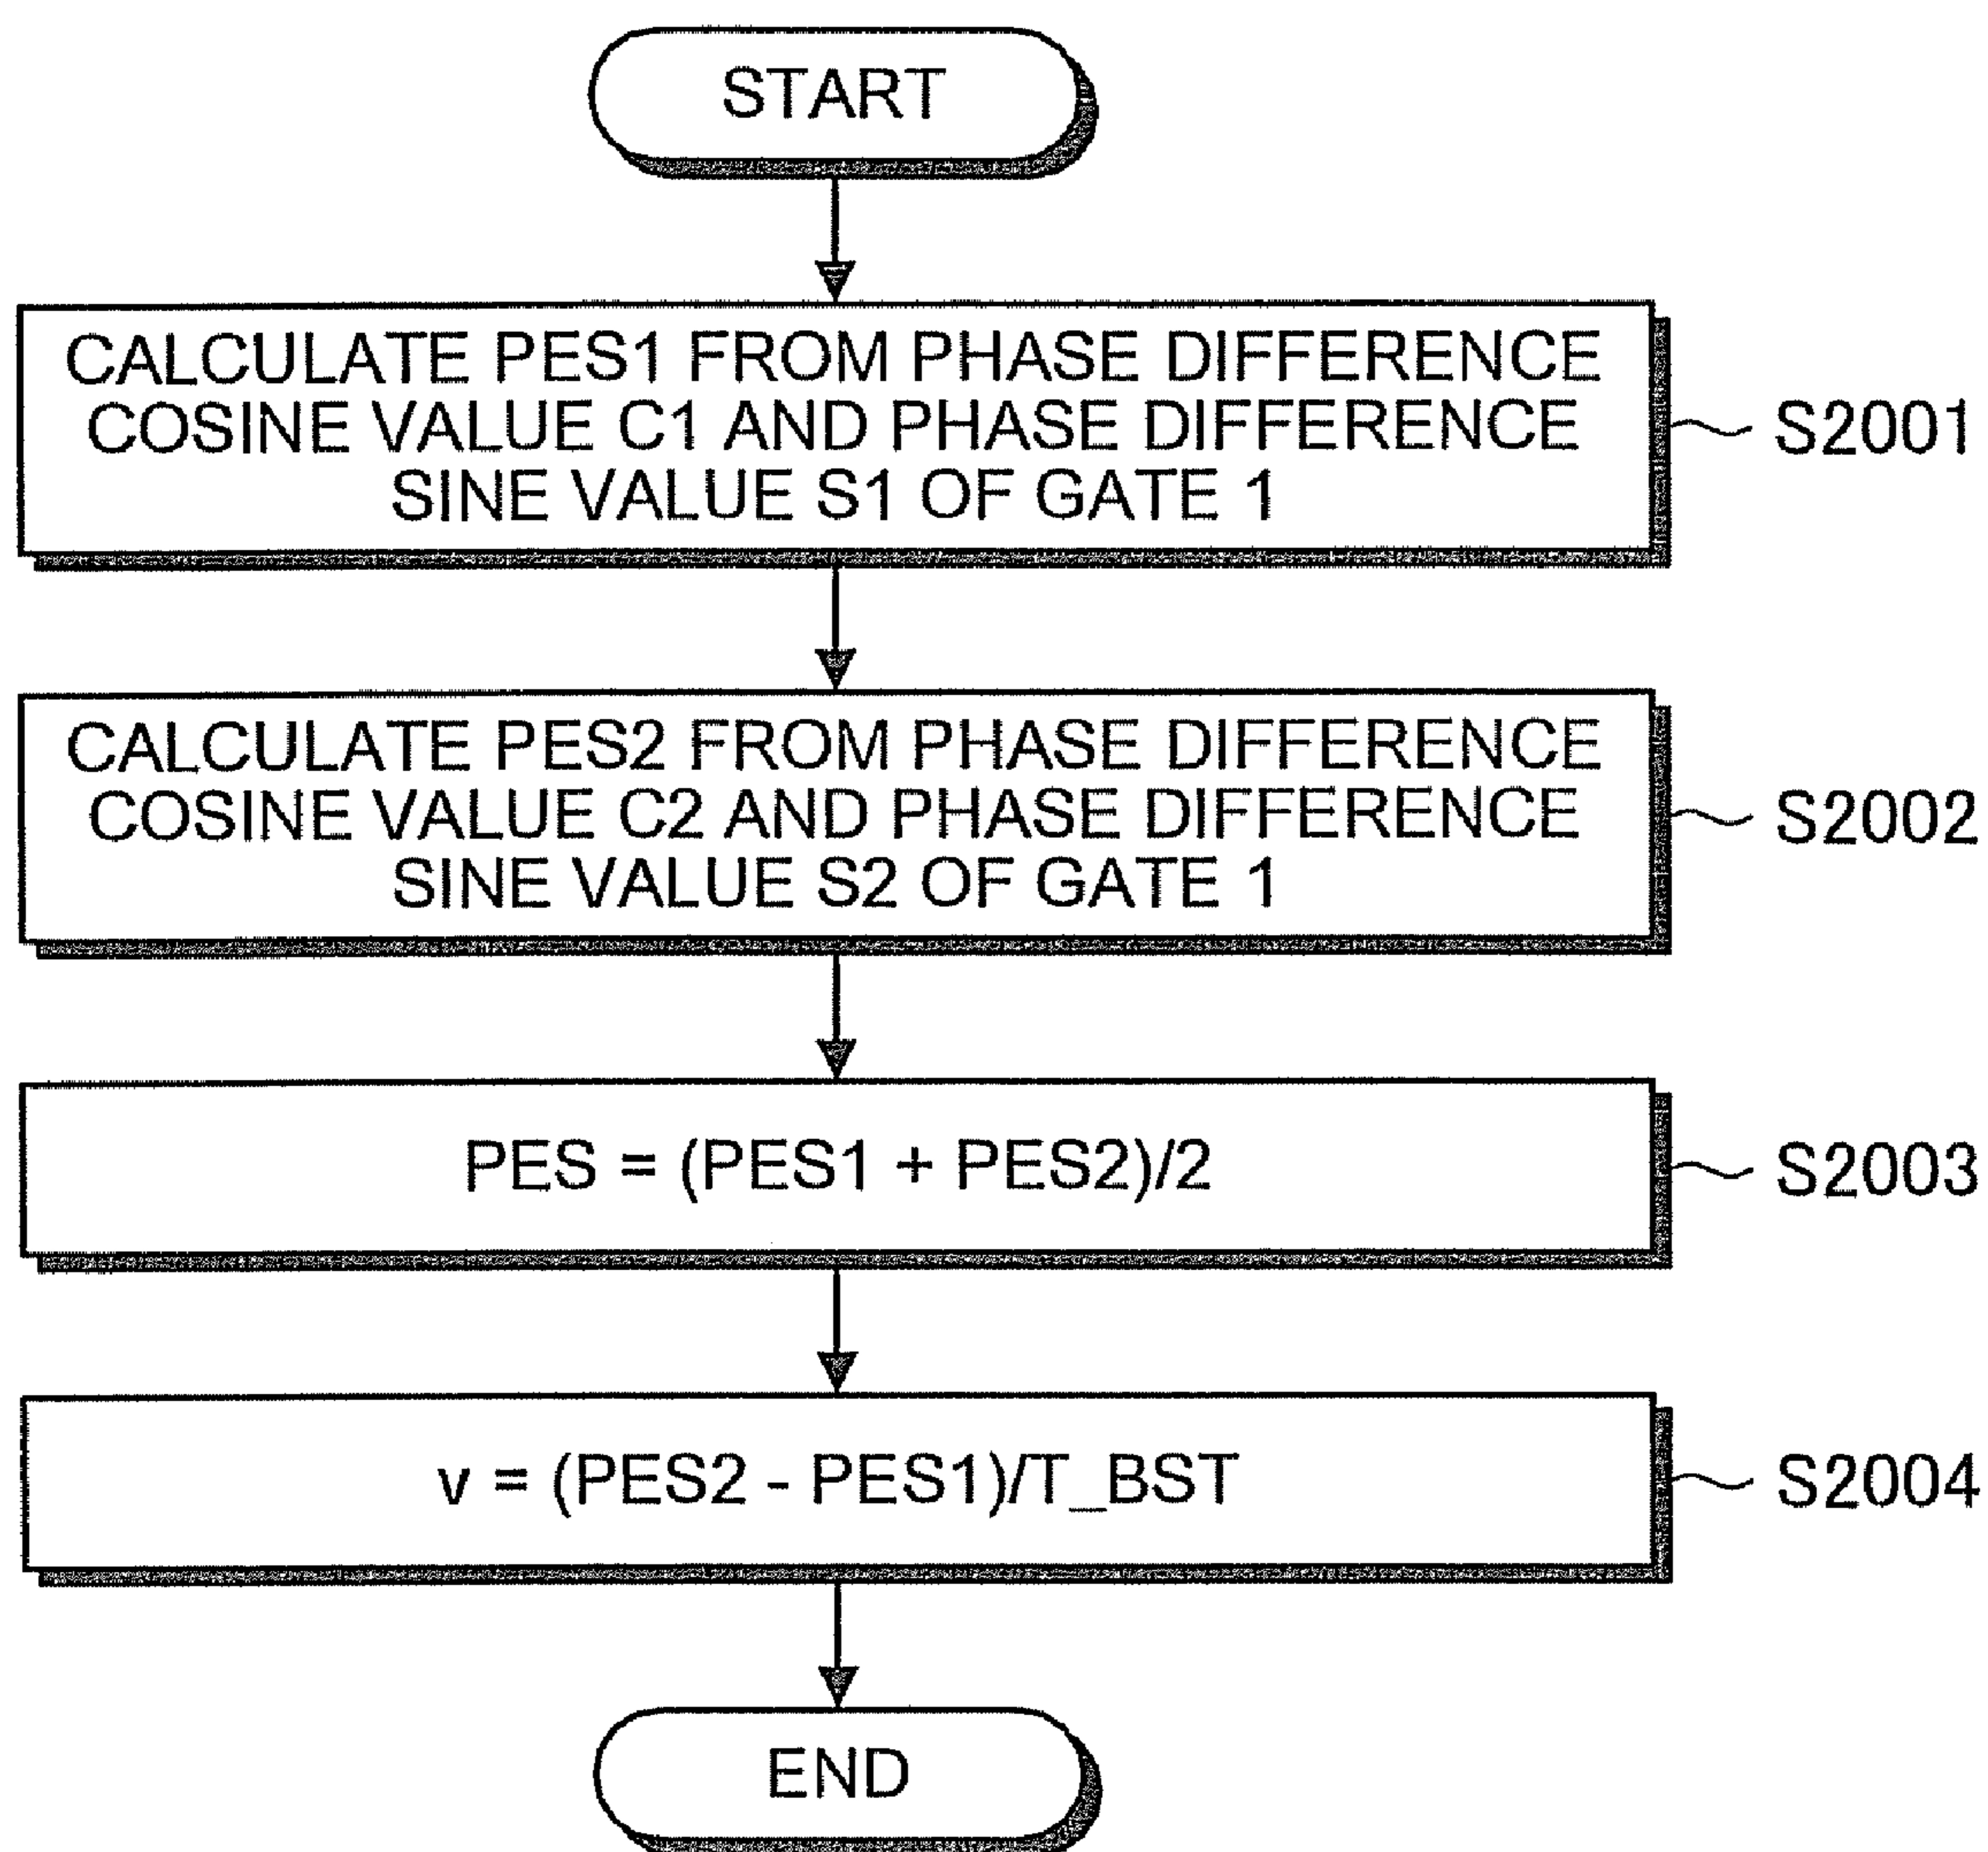 START
CALCULATE PES1 FROM PHASE DIFFERENCE
COSINE VALUE C1 AND PHASE DIFFERENCE
SINE VALUE S1 OF GATE 1
S2001
CALCULATE PES2 FROM PHASE DIFFERENCE
COSINE VALUE C2 AND PHASE DIFFERENCE
SINE VALUE S2 OF GATE 1
S2002
PES = (PES1 + PES2)/2
S2003
v = (PES2 - PES1)/T_BST
S2004
END